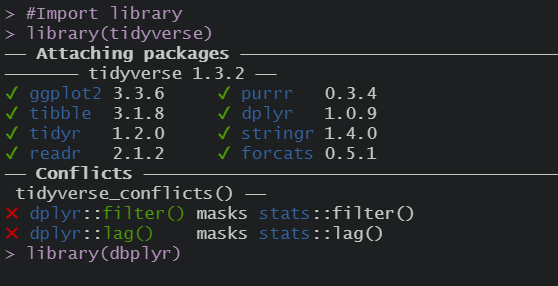 > #Import library
> library(tidyverse)
── Attaching packages ─────────────────────
─────── tidyverse 1.3.2 ──
✔ ggplot2 3.3.6     ✔ purrr   0.3.4
✔ tibble  3.1.8     ✔ dplyr   1.0.9
✔ tidyr   1.2.0     ✔ stringr 1.4.0
✔ readr   2.1.2     ✔ forcats 0.5.1
── Conflicts ──────────────────────────────
 tidyverse_conflicts() ──
✖ dplyr::filter() masks stats::filter()
✖ dplyr::lag()    masks stats::lag()
> library(dbplyr)